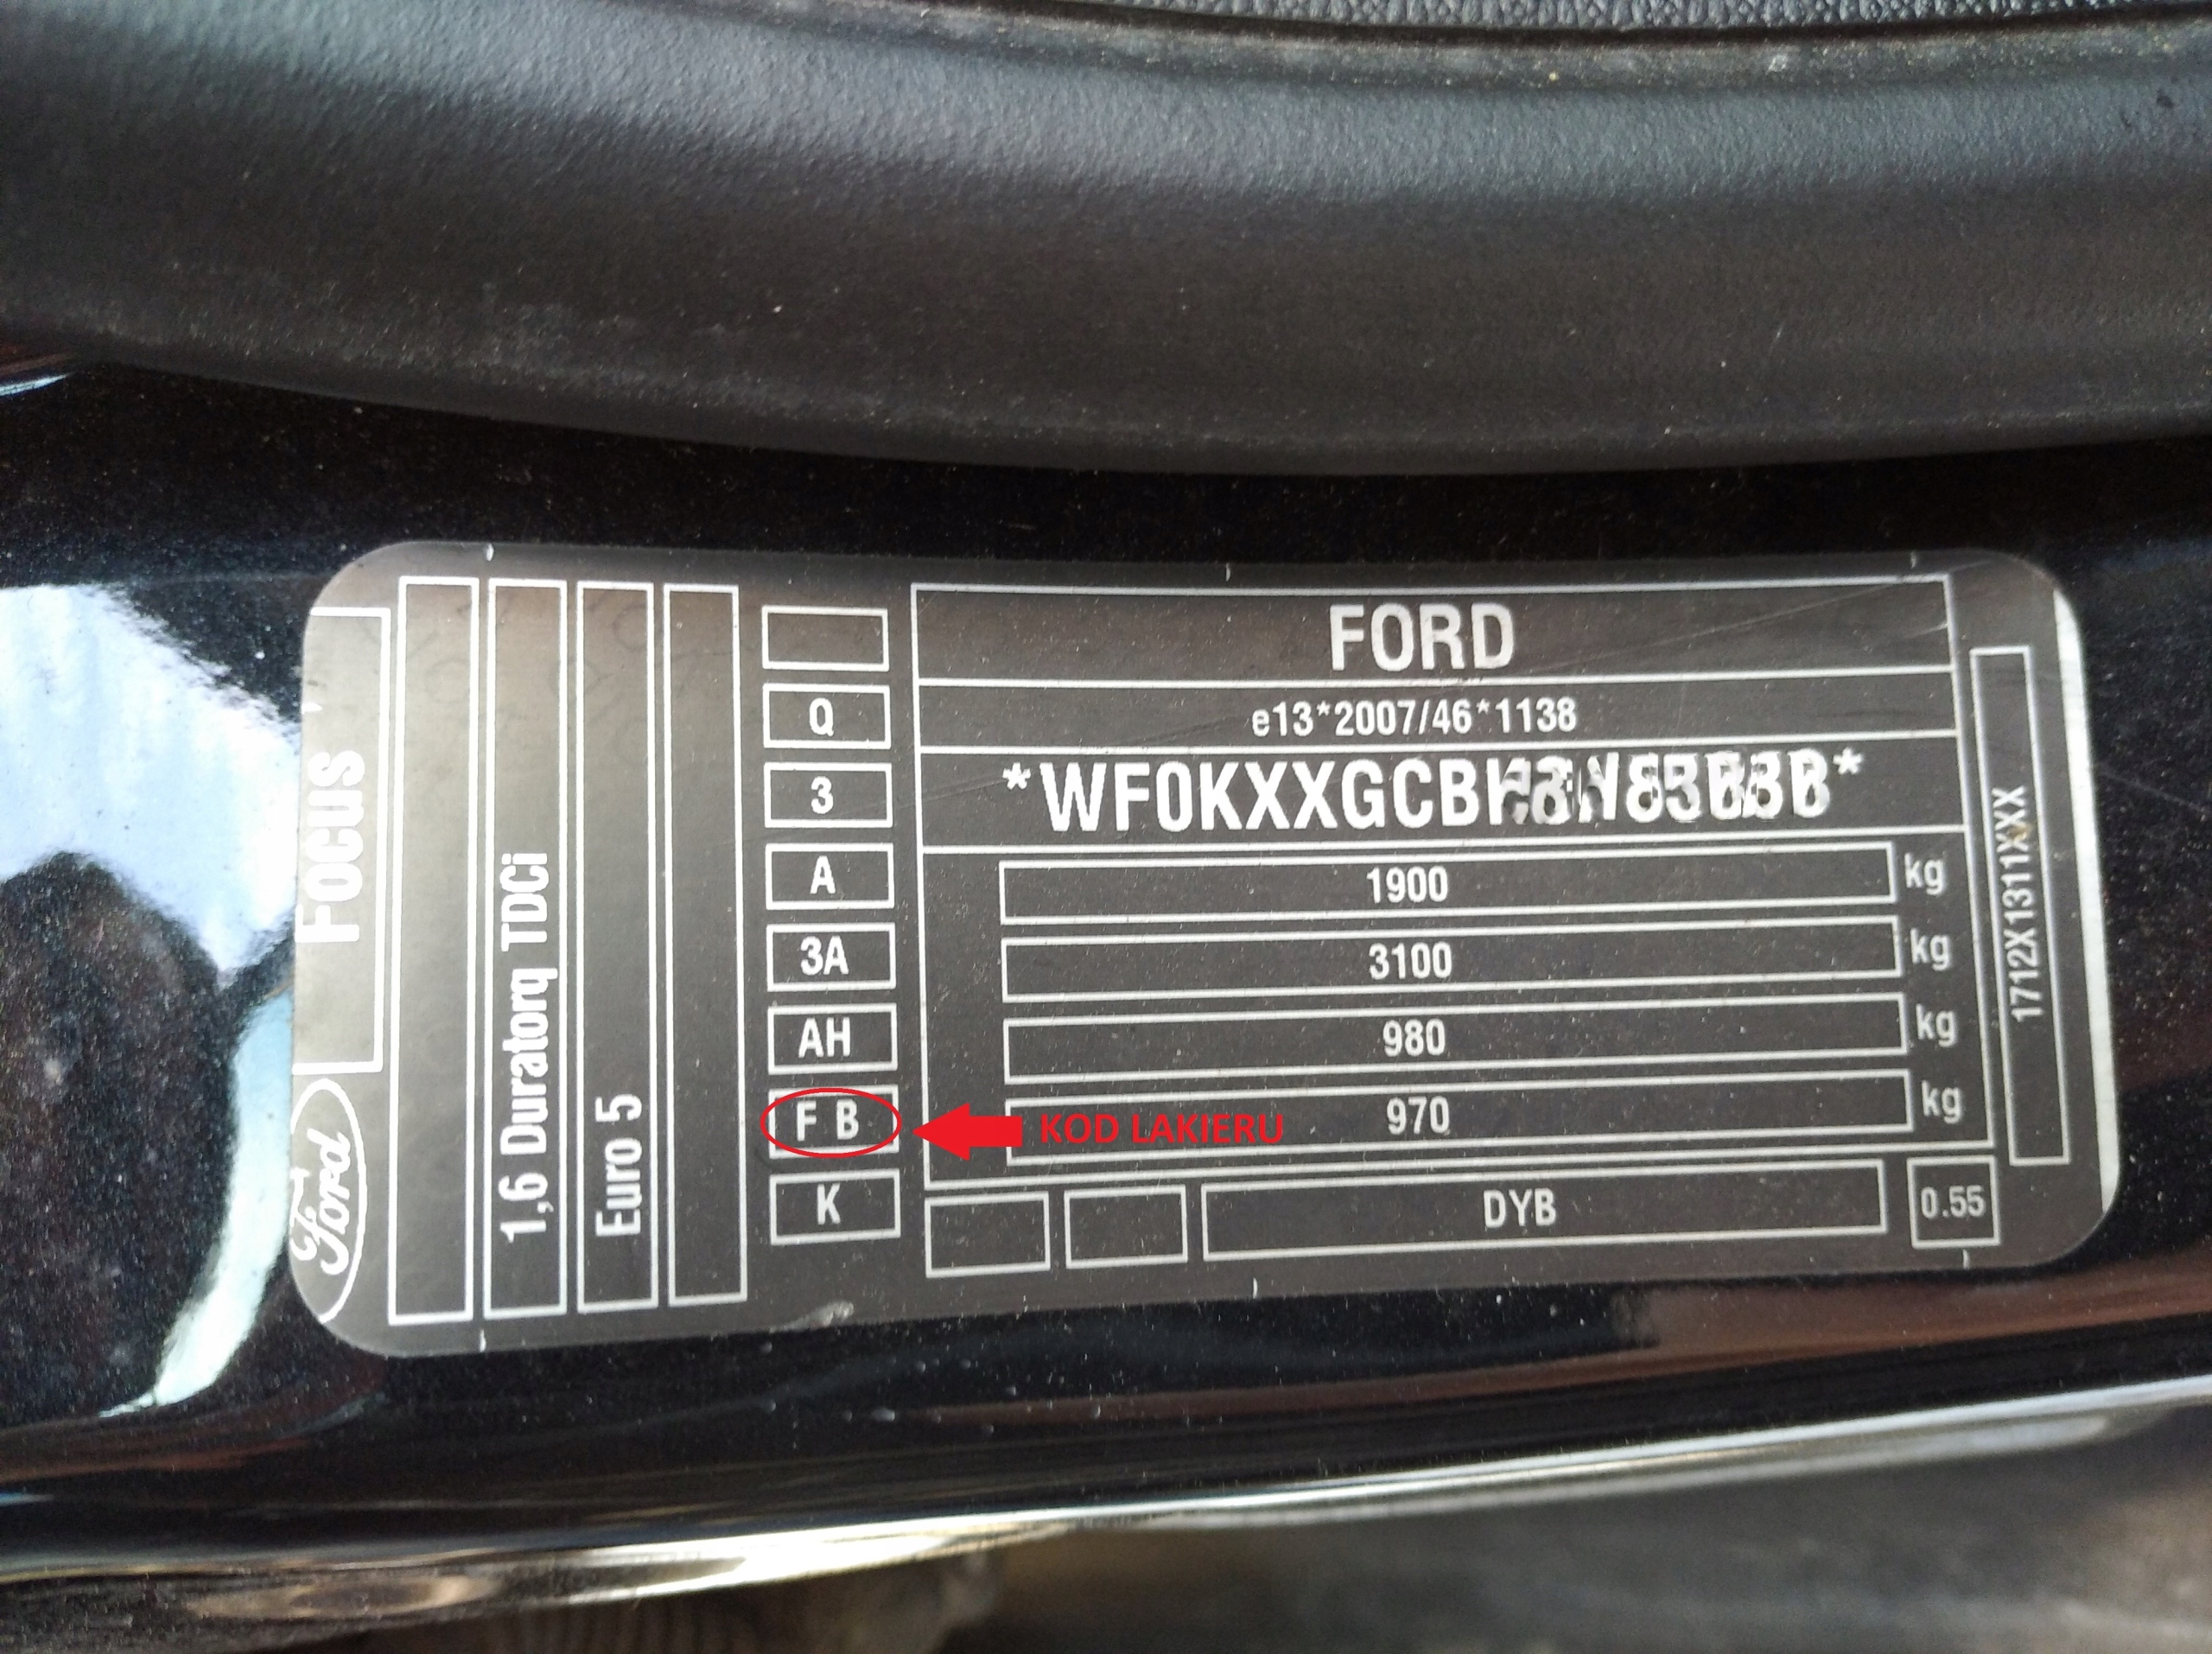 Ford
FOCUS
1,6 Duratorq TDCi
Euro 5
Q
3
A
3A
AH
F B
K
FORD
e13*2007/46*1138
1900 kg
3100 kg
980 kg
970 kg
DYB
0.55
1712X1311XXX
KOD LAKIERU